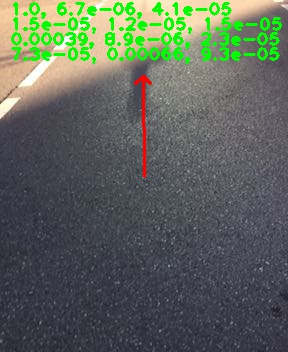 1.0, 6.7e-06, 4.1e-05
1.5e-05, 1.2e-05, 1.5e-05
0.00039, 8.9e-06, 2.3e-05
7.3e-05, 0.00066, 9.3e-05